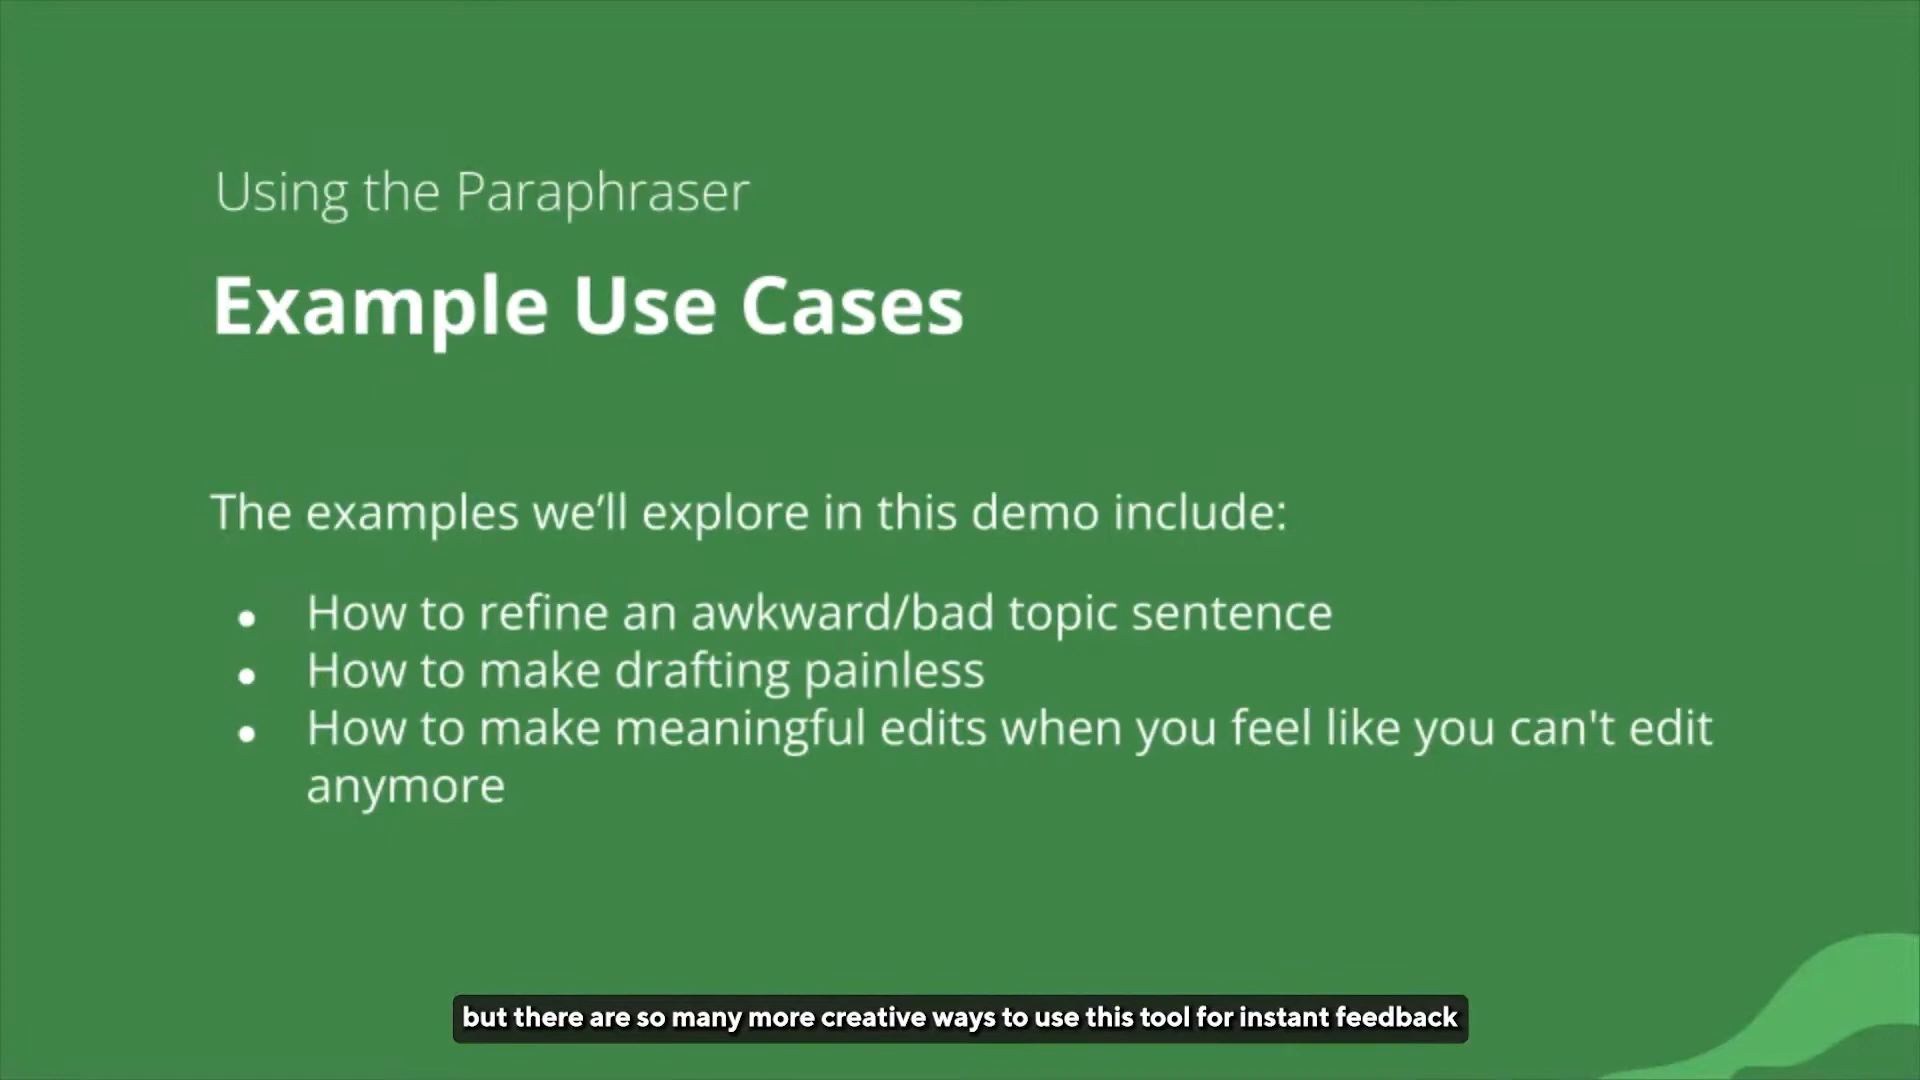 Using the Paraphraser
Example Use Cases
The examples we’ll explore in this demo include:
● How to refine an awkward/bad topic sentence
● How to make drafting painless
● How to make meaningful edits when you feel like you can't edit
anymore
but there are so many more creative ways to use this tool for instant feedback